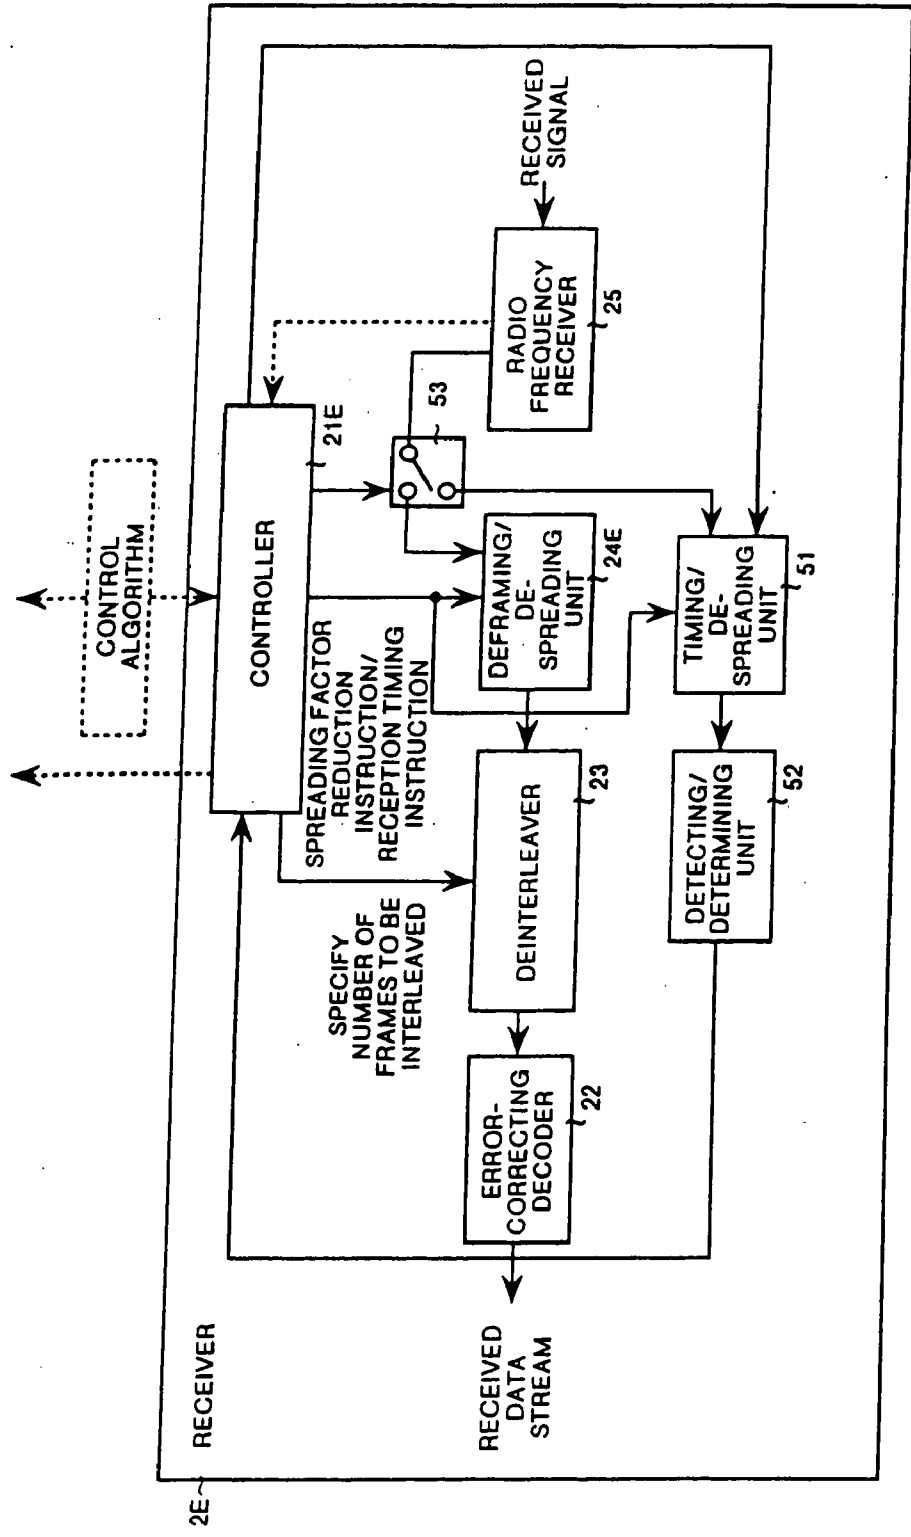 2E
RECEIVER
CONTROL
ALGORITHM
CONTROLLER
21E
SPREADING FACTOR
REDUCTION
INSTRUCTION/
RECEPTION TIMING
INSTRUCTION
SPECIFY
NUMBER OF
FRAMES TO BE
INTERLEAVED
53
RECEIVED
DATA
STREAM
ERROR-
CORRECTING
DECODER
22
DEINTERLEAVER
23
DEFRAMING/
DE-
SPREADING
UNIT
24E
RADIO
FREQUENCY
RECEIVER
25
RECEIVED
SIGNAL
DETECTING/
DETERMINING
UNIT
52
TIMING/
DE-
SPREADING
UNIT
51